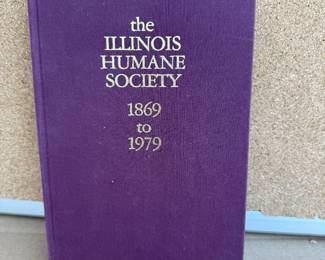 the
ILLINOIS
HUMANE
SOCIETY
1869
to
1979